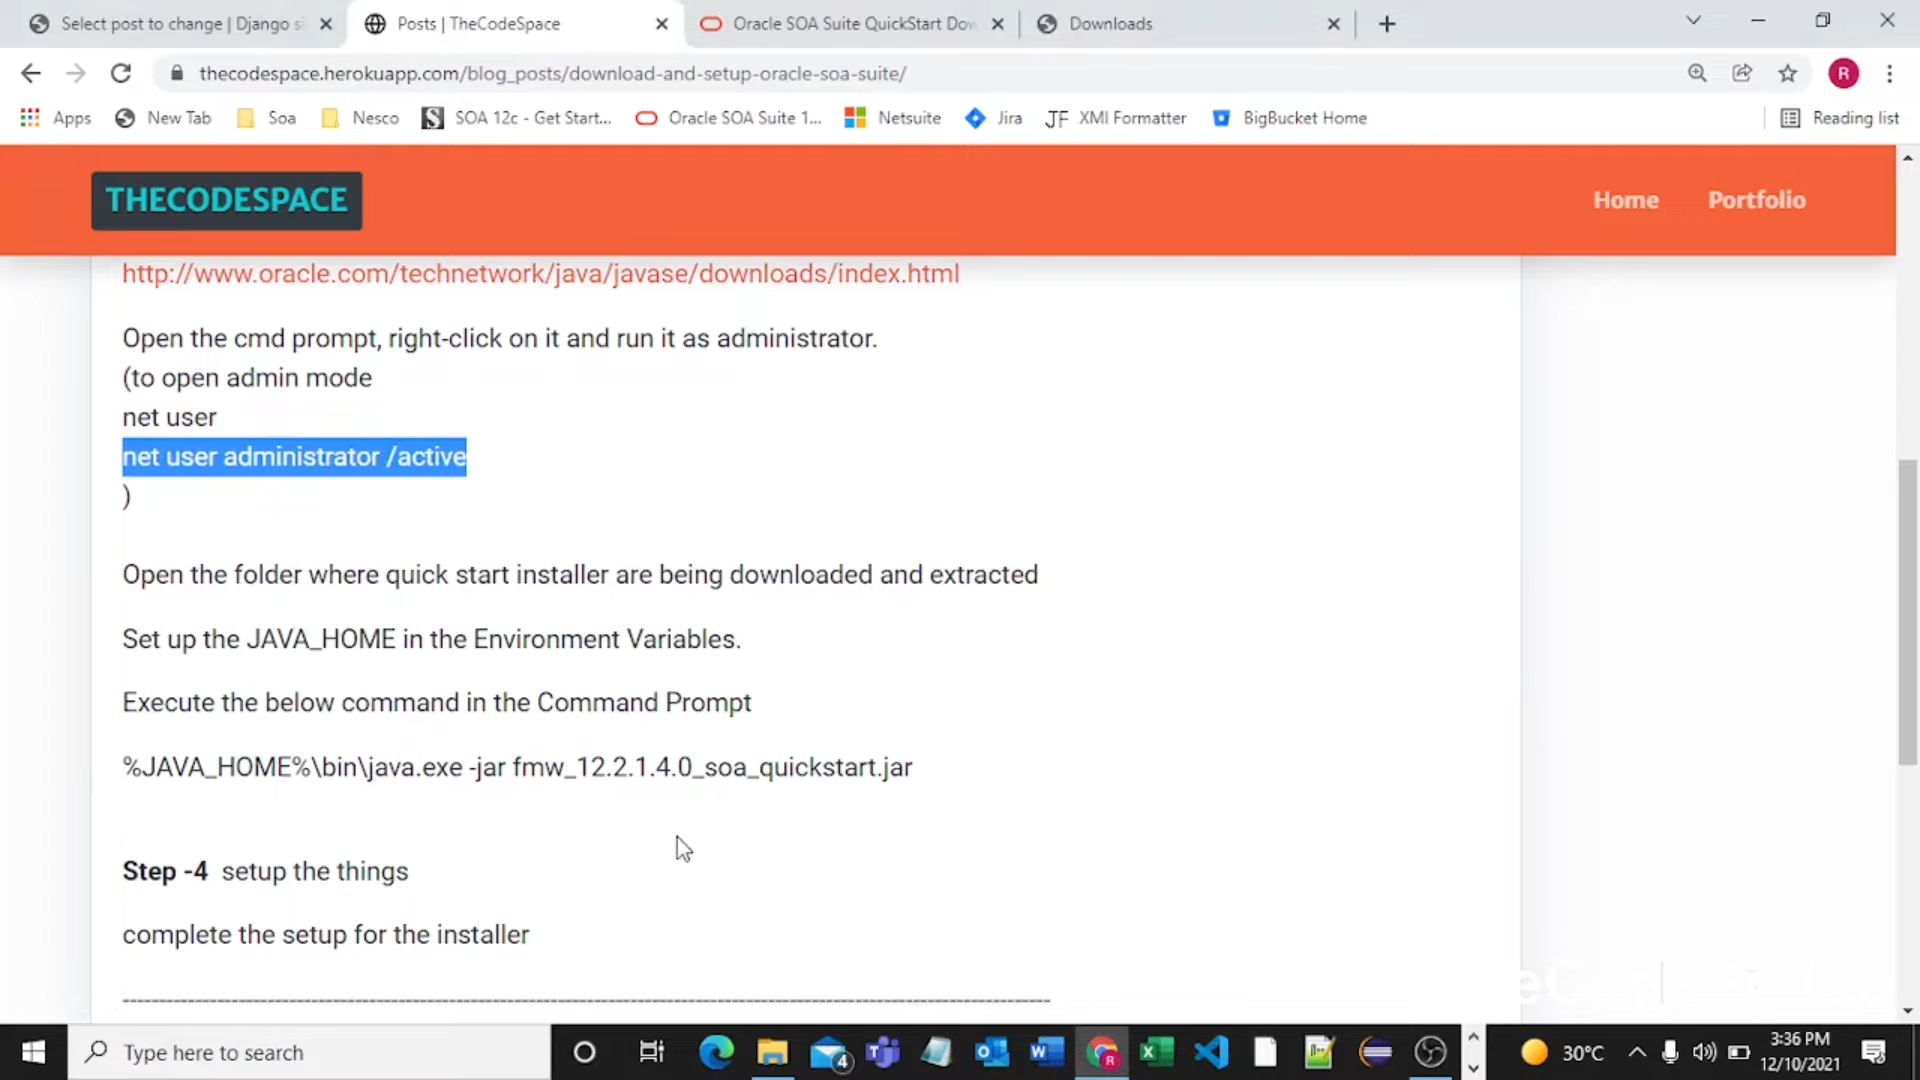 Select post to change | Django si
Posts | TheCodeSpace
Oracle SOA Suite QuickStart Dow
Downloads
thecodespace.herokuapp.com/blog_posts/download-and-setup-oracle-soa-suite/
R
Apps
New Tab
Soa
Nesco
SOA 12c - Get Start...
Oracle SOA Suite 1...
Netsuite
Jira
JF XMl Formatter
BigBucket Home
Reading list
THECODESPACE
Home
Portfolio
http://www.oracle.com/technetwork/java/javase/downloads/index.html
Open the cmd prompt, right-click on it and run it as administrator.
(to open admin mode
net user
net user administrator /active
)
Open the folder where quick start installer are being downloaded and extracted
Set up the JAVA_HOME in the Environment Variables.
Execute the below command in the Command Prompt
%JAVA_HOME%\bin\java.exe -jar fmw_12.2.1.4.0_soa_quickstart.jar
Step -4 setup the things
complete the setup for the installer
Type here to search
4
R
30°C
3:36 PM
12/10/2021